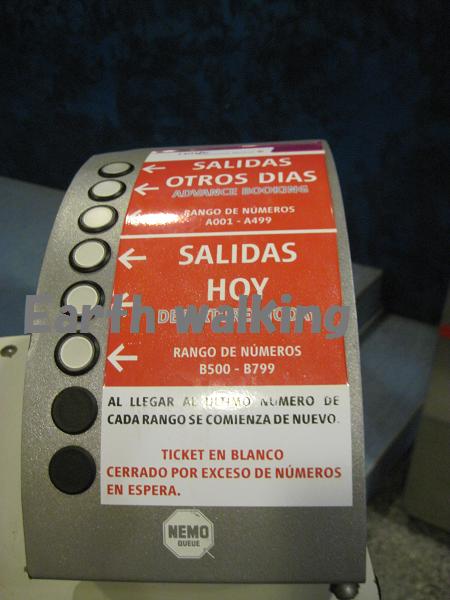 SALIDAS
OTROS DIAS
ADVANCE BOOKING
RANGO DE NÚMEROS
A001 - A499
SALIDAS
HOY
Earth walking
RANGO DE NÚMEROS
B500 - B799
AL LLEGAR AL ULTIMO NUMERO DE
CADA RANGO SE COMIENZA DE NUEVO.
TICKET EN BLANCO
CERRADO POR EXCESO DE NÚMEROS
EN ESPERA.
NEMO
QUEUE